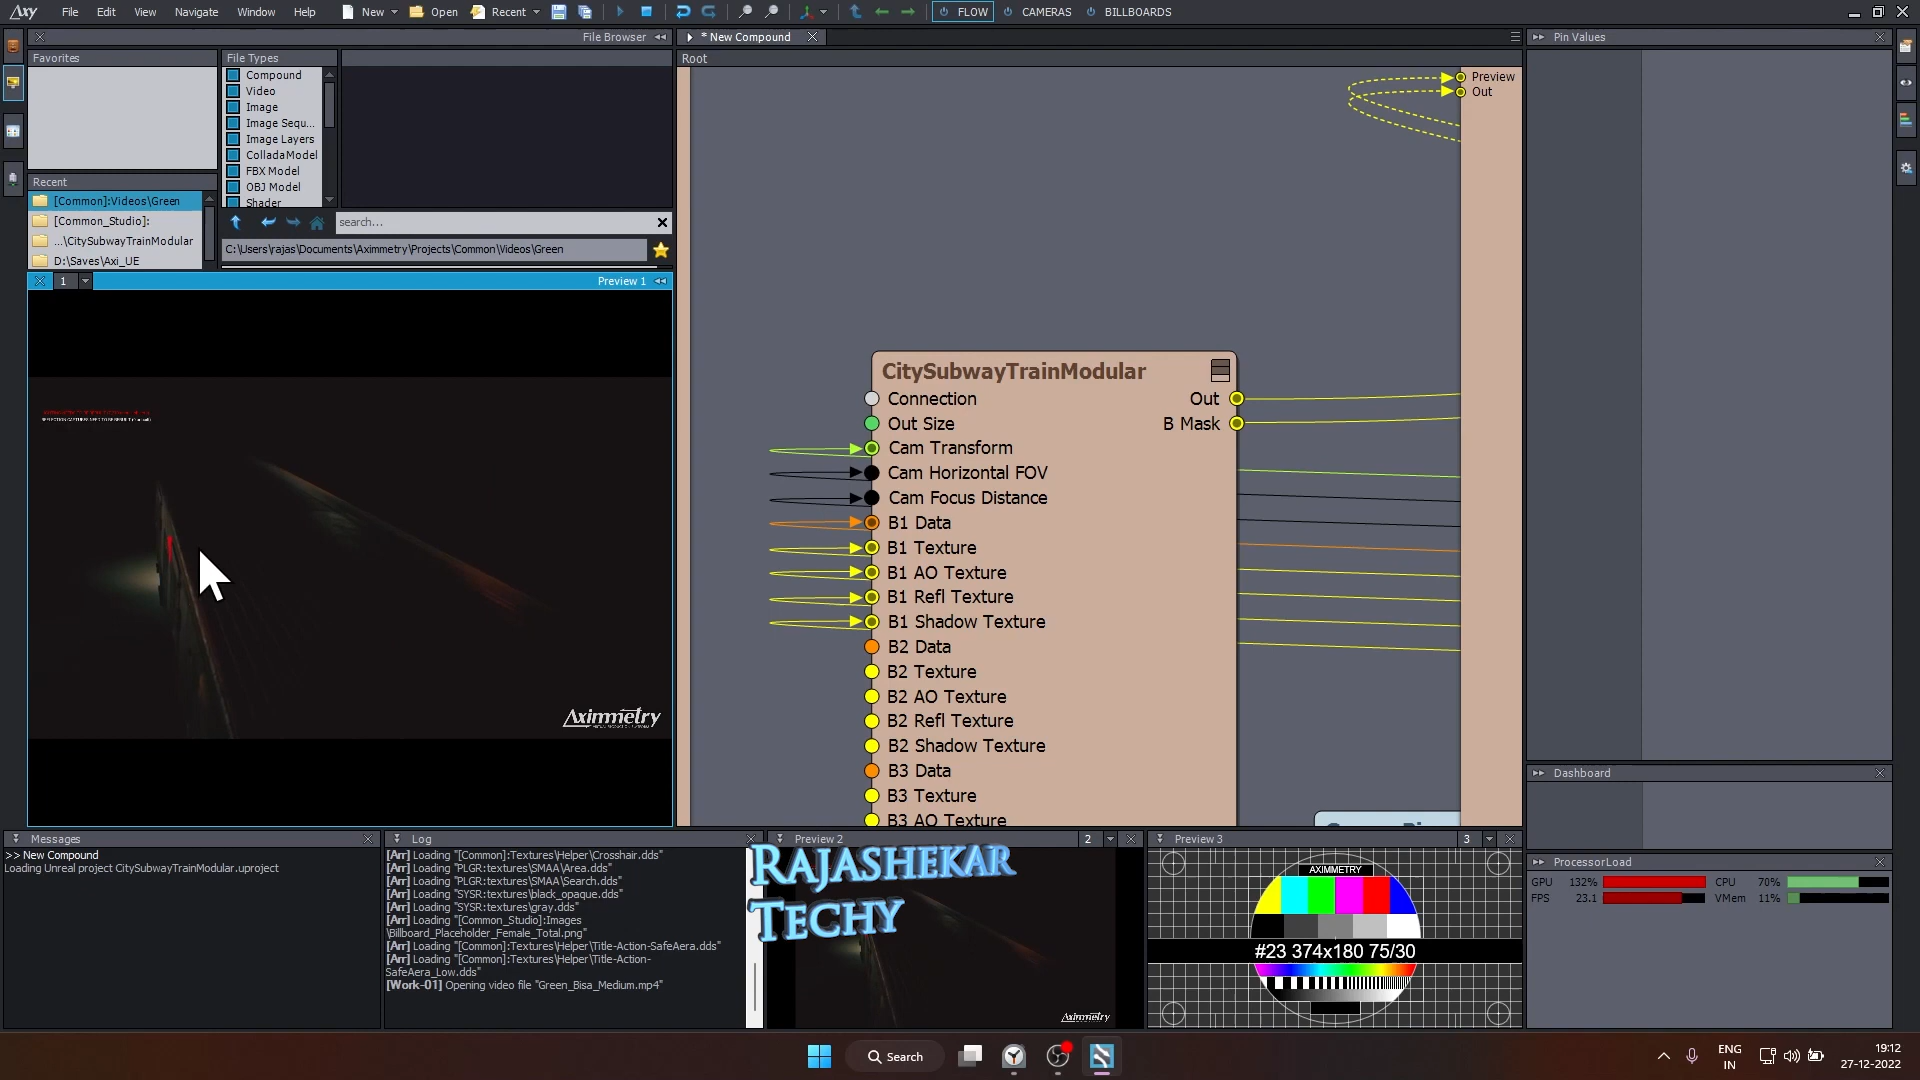 Axy File Edit View Navigate Window Help New Open Recent FLOW CAMERAS BILLBOARDS
File Browser
* New Compound
Pin Values
Favorites
File Types
Compound
Video
Image
Image Sequ...
Image Layers
ColladaModel
FBX Model
OBJ Model
Shader
Recent
[Common]:Videos\Green
[Common_Studio]:
...\CitySubwayTrainModular
D:\Saves\Axi_UE
search...
C:\Users\rajas\Documents\Aximmetry\Projects\Common\Videos\Green
1
Preview 1
Aximmetry
Root
Preview
Out
CitySubwayTrainModular
Connection
Out
Out Size
B Mask
Cam Transform
Cam Horizontal FOV
Cam Focus Distance
B1 Data
B1 Texture
B1 AO Texture
B1 Refl Texture
B1 Shadow Texture
B2 Data
B2 Texture
B2 AO Texture
B2 Refl Texture
B2 Shadow Texture
B3 Data
B3 Texture
B3 AO Texture
Dashboard
Messages
>> New Compound
Loading Unreal project CitySubwayTrainModular.uproject
Log
[Arr] Loading "[Common]:Textures\Helper\Crosshair.dds"
[Arr] Loading "PLGR:textures\SMAA\Area.dds"
[Arr] Loading "PLGR:textures\SMAA\Search.dds"
[Arr] Loading "SYSR:textures\black_opaque.dds"
[Arr] Loading "SYSR:textures\gray.dds"
[Arr] Loading "[Common_Studio]:Images
\Billboard_Placeholder_Female_Total.png"
[Arr] Loading "[Common]:Textures\Helper\Title-Action-SafeAera.dds"
[Arr] Loading "[Common]:Textures\Helper\Title-Action-
SafeAera_Low.dds"
[Work-01] Opening video file "Green_Bisa_Medium.mp4"
Preview 2
2
RAJASHEKAR
TECHY
Aximmetry
Preview 3
3
AXIMMETRY
#23 374x180 75/30
ProcessorLoad
GPU 132% CPU 70%
FPS 23.1 VMem 11%
Search
ENG
IN
19:12
27-12-2022